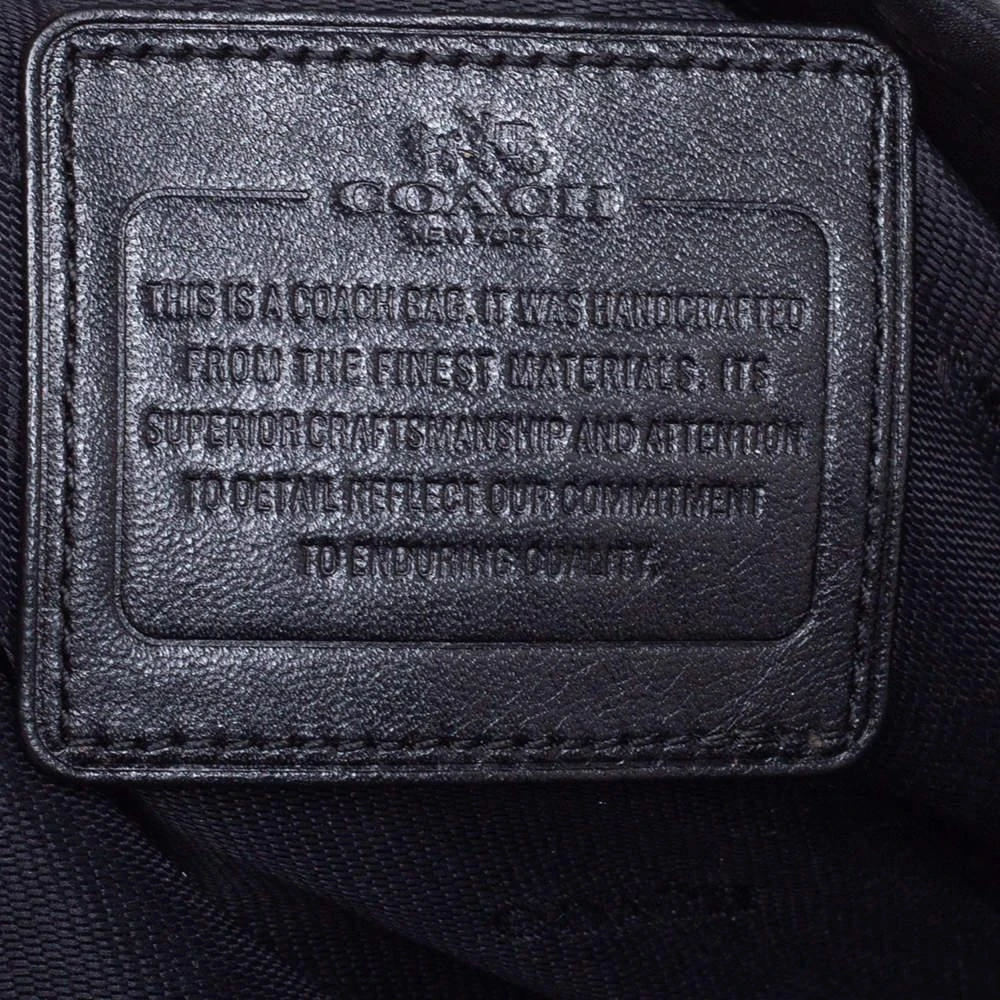 COACH
NEW YORK
THIS IS A COACH BAG. IT WAS HANDCRAFTED
FROM THE FINEST MATERIALS. ITS
SUPERIOR CRAFTSMANSHIP AND ATTENTION
TO DETAIL REFLECT OUR COMMITMENT
TO ENDURING QUALITY.
COACH